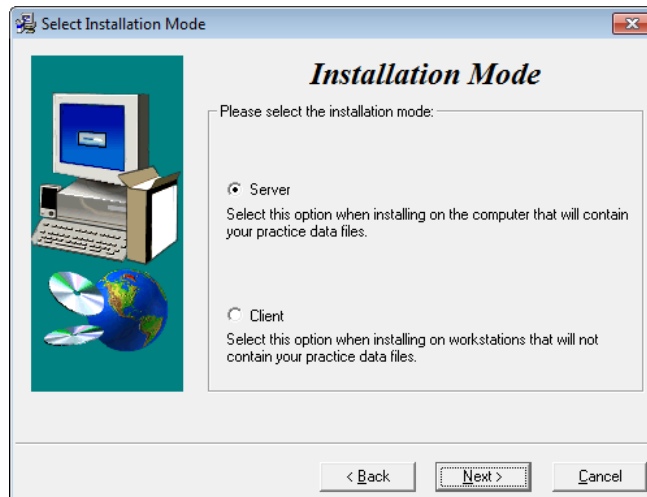 Select Installation Mode
Installation Mode
Please select the installation mode:
Server
Select this option when installing on the computer that will contain
your practice data files.
Client
Select this option when installing on workstations that will not
contain your practice data files.
< Back
Next >
Cancel